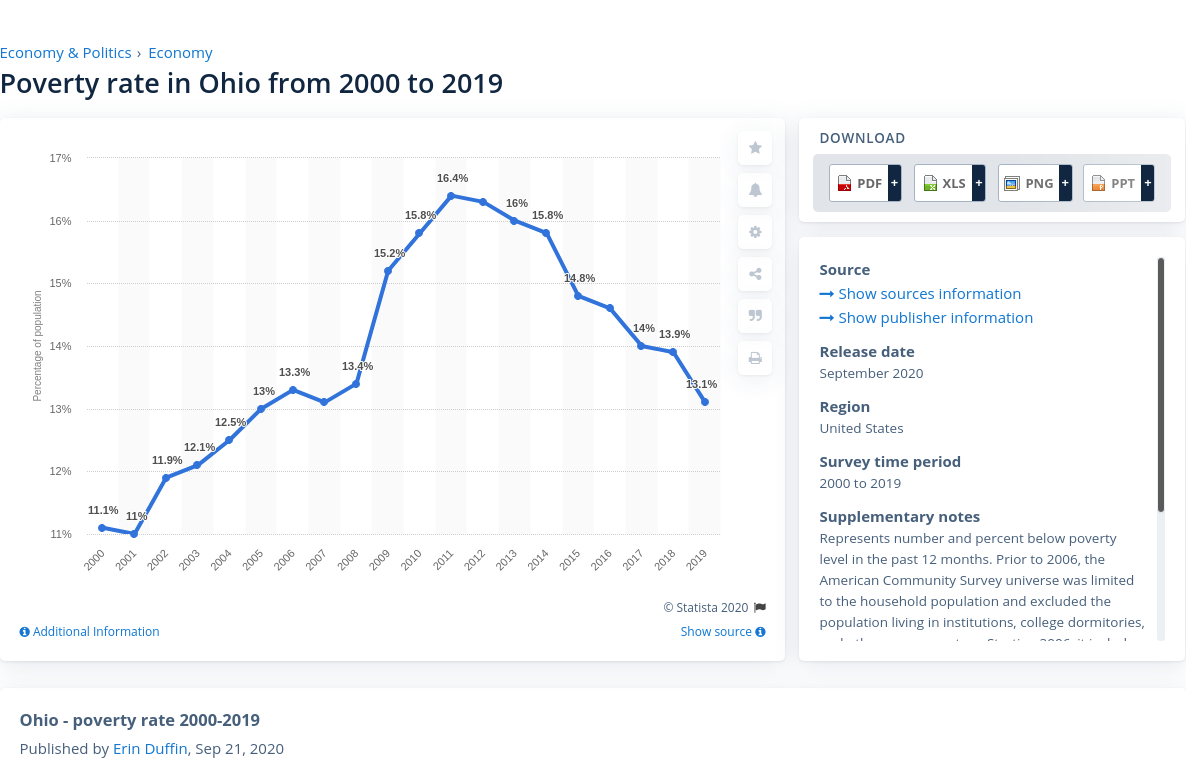 Economy & Politics › Economy
Poverty rate in Ohio from 2000 to 2019
17%
16%
15%
14%
13%
12%
11%
Percentage of population
11.1%
11%
11.9%
12.1%
12.5%
13%
13.3%
13.4%
15.2%
15.8%
16.4%
16%
15.8%
14.8%
14%
13.9%
13.1%
2000
2001
2002
2003
2004
2005
2006
2007
2008
2009
2010
2011
2012
2013
2014
2015
2016
2017
2018
2019
© Statista 2020
Additional Information
Show source
DOWNLOAD
PDF + XLS + PNG + PPT +
Source
Show sources information
Show publisher information
Release date
September 2020
Region
United States
Survey time period
2000 to 2019
Supplementary notes
Represents number and percent below poverty
level in the past 12 months. Prior to 2006, the
American Community Survey universe was limited
to the household population and excluded the
population living in institutions, college dormitories,
Ohio - poverty rate 2000-2019
Published by Erin Duffin, Sep 21, 2020